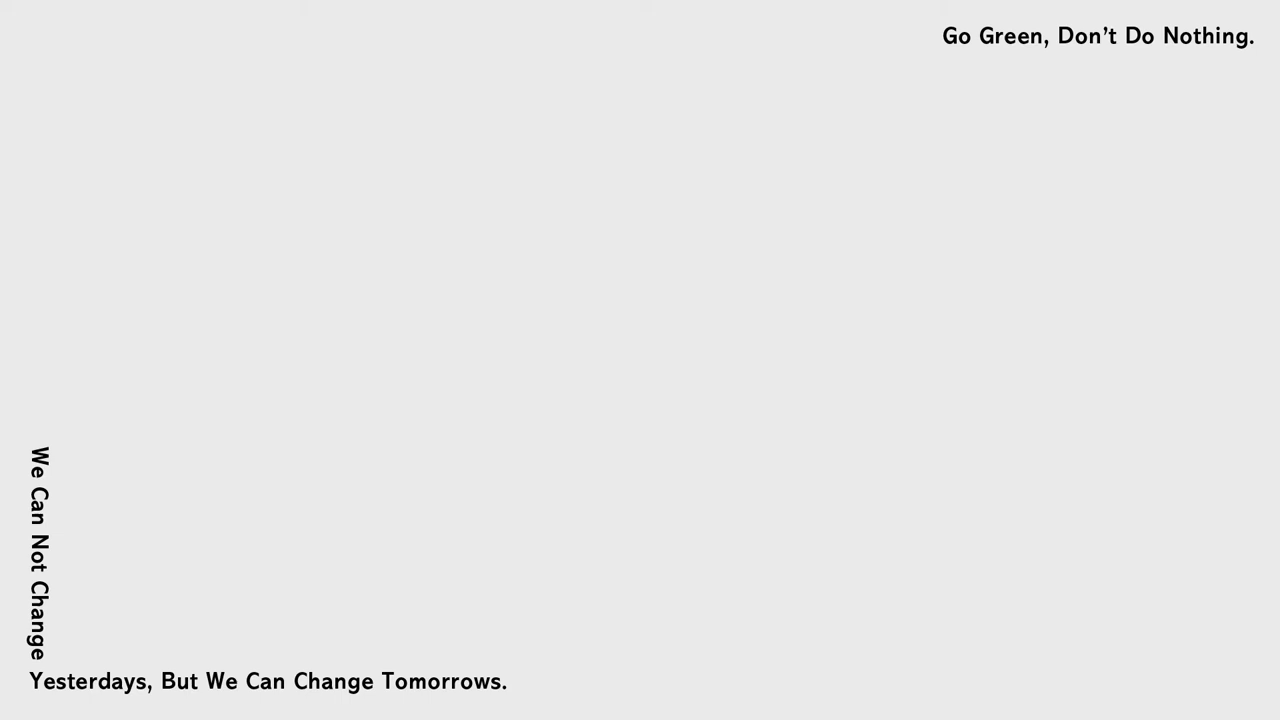 Go Green, Don’t Do Nothing.
We Can Not Change
Yesterdays, But We Can Change Tomorrows.